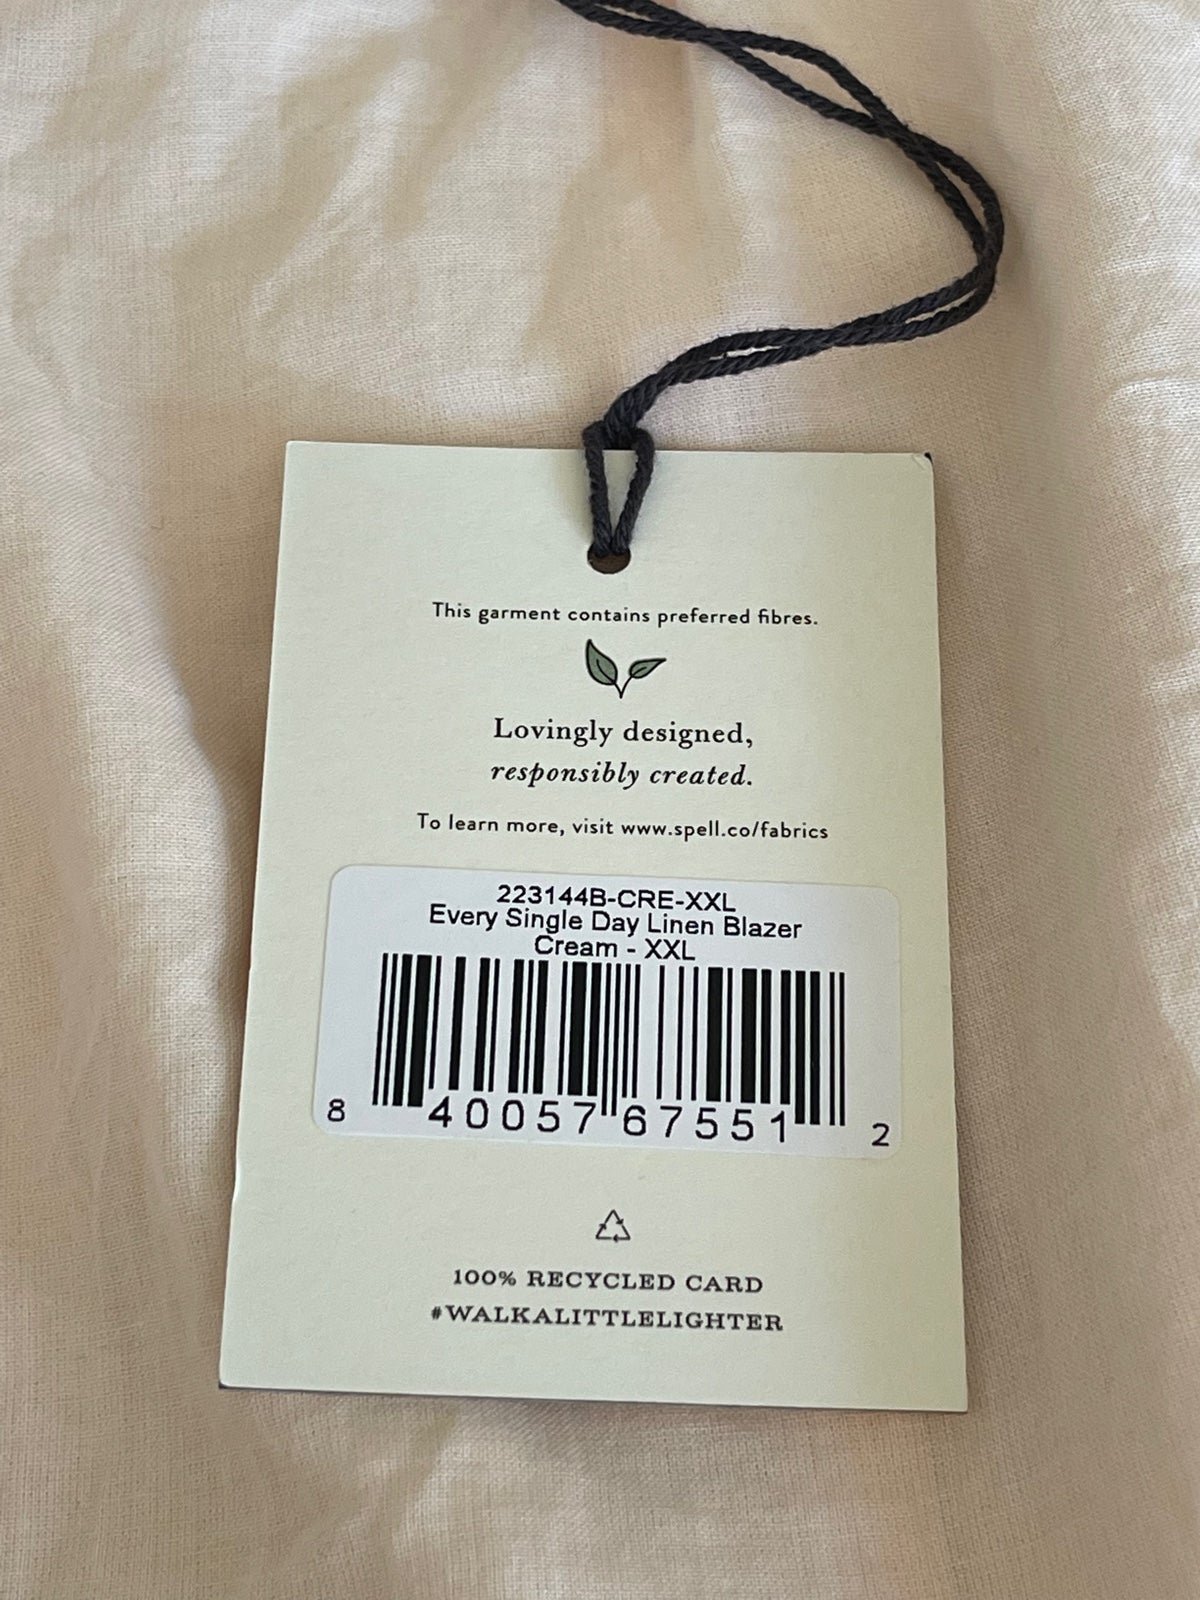 This garment contains preferred fibres.
Lovingly designed,
responsibly created.
To learn more, visit www.spell.co/fabrics
223144B-CRE-XXL
Every Single Day Linen Blazer
Cream - XXL
8 40057 67551 2
100% RECYCLED CARD
#WALKALITTLELIGHTER